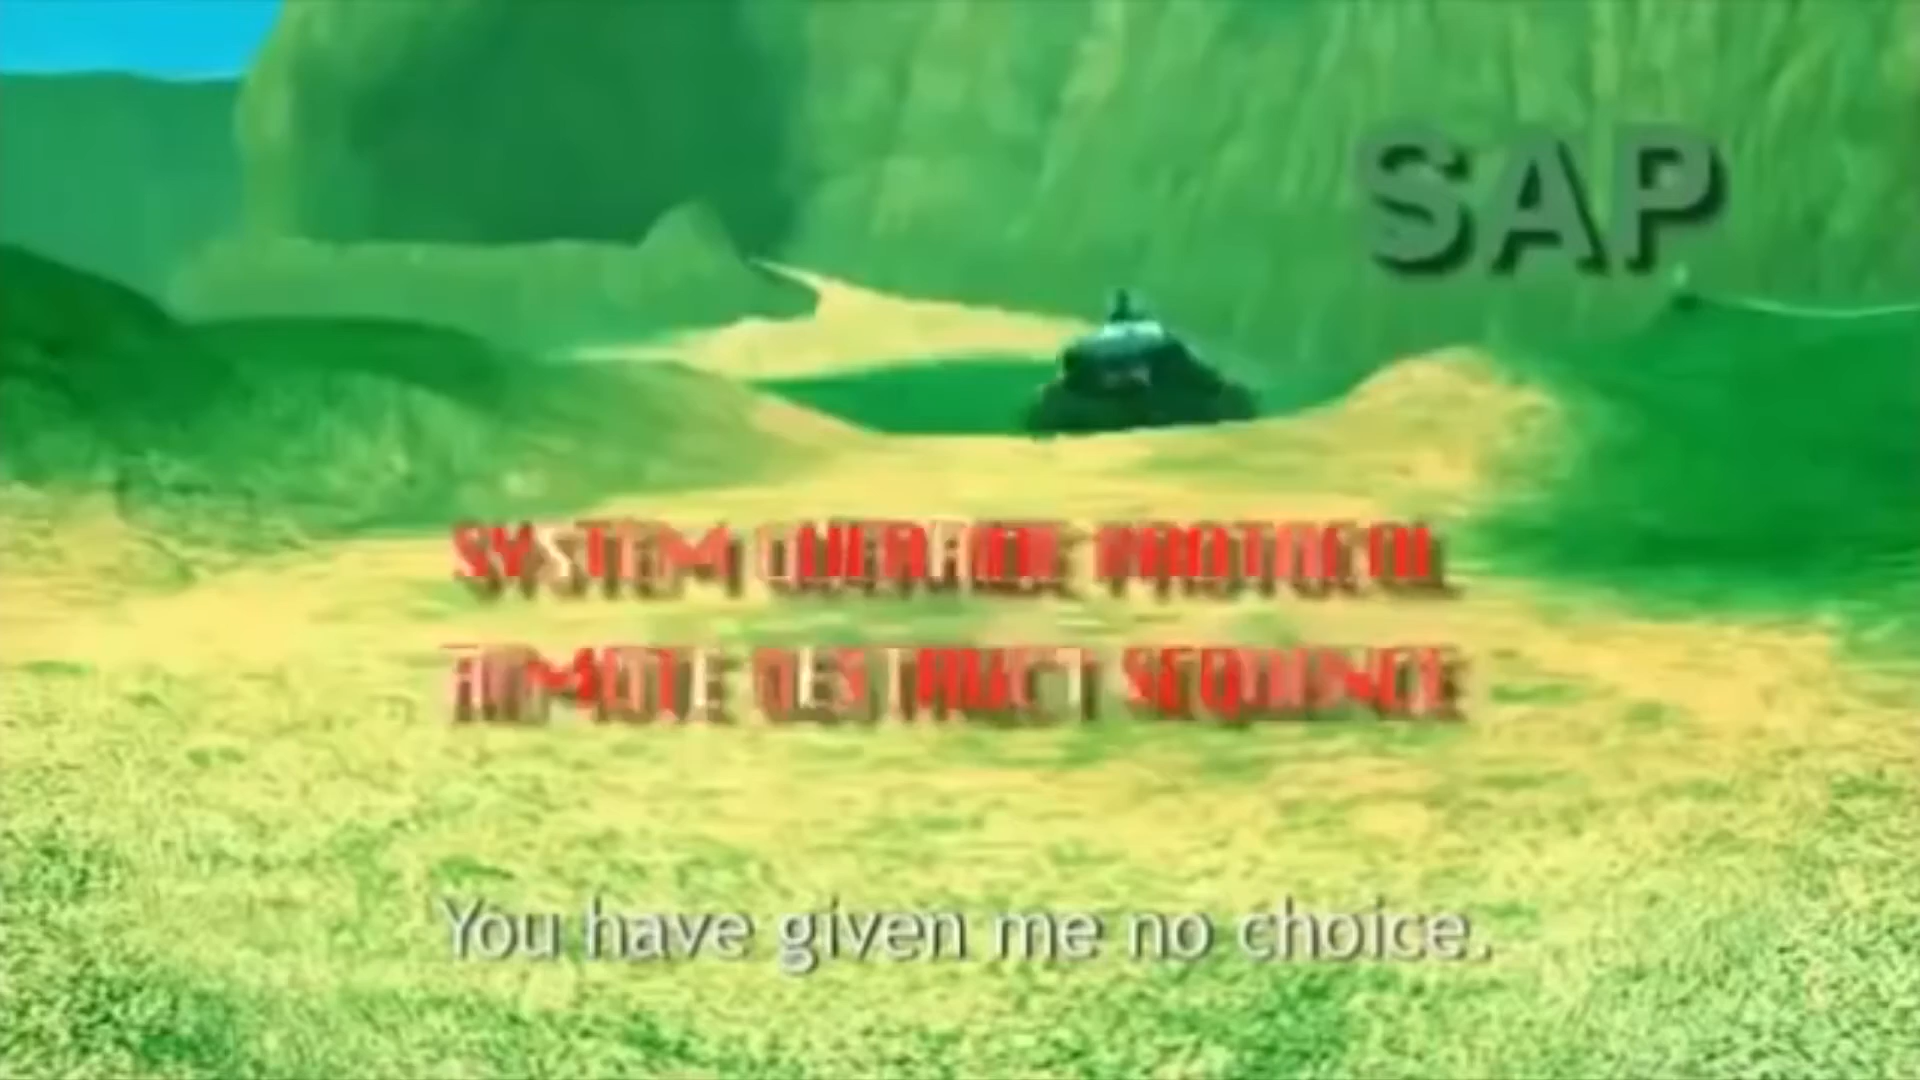 SAP
SYSTEM OVERRIDE PROTOCOL
REMOTE DESTRUCT SEQUENCE
You have given me no choice.